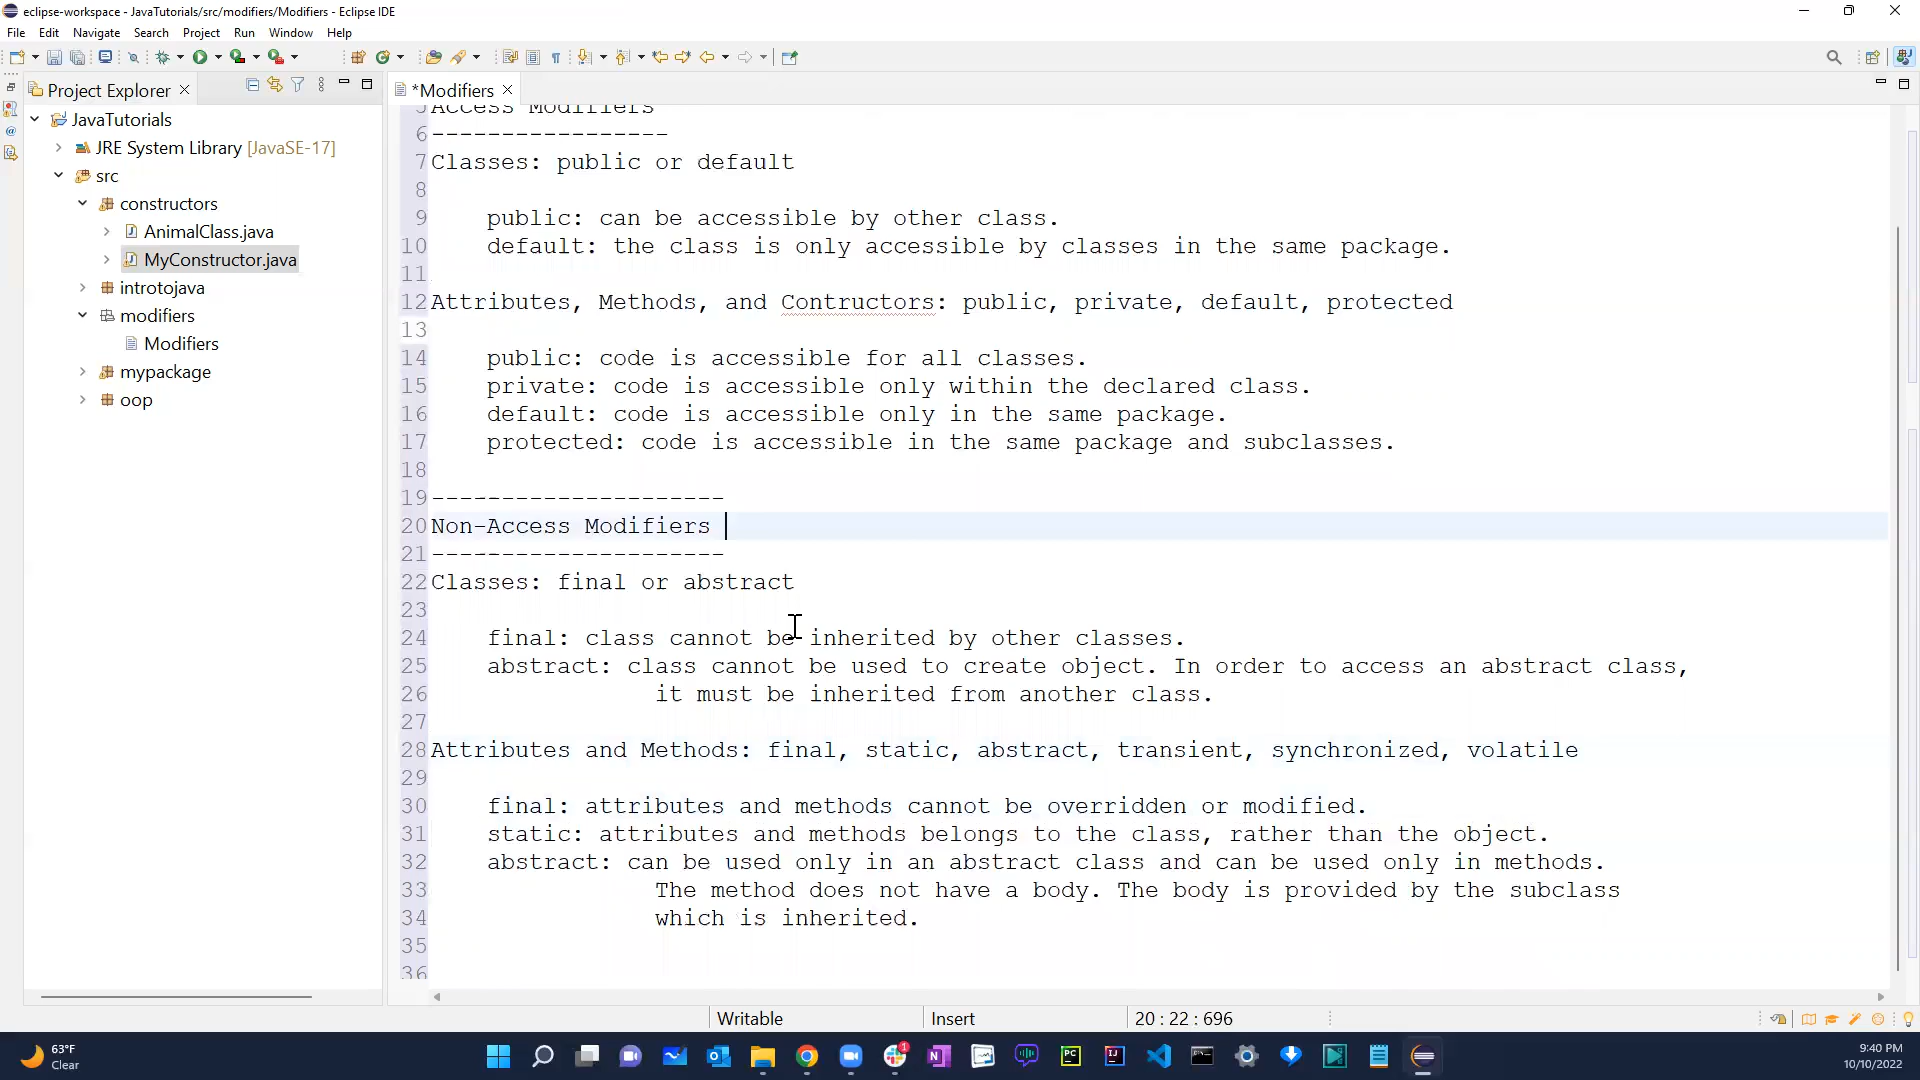 eclipse-workspace - JavaTutorials/src/modifiers/Modifiers - Eclipse IDE
File Edit Navigate Search Project Run Window Help
Project Explorer
JavaTutorials
JRE System Library [JavaSE-17]
src
constructors
AnimalClass.java
MyConstructor.java
introtojava
modifiers
Modifiers
mypackage
oop
*Modifiers
5 Access Modifiers
6 -----------------
7 Classes: public or default
8
9 public: can be accessible by other class.
10 default: the class is only accessible by classes in the same package.
11
12 Attributes, Methods, and Contructors: public, private, default, protected
13
14 public: code is accessible for all classes.
15 private: code is accessible only within the declared class.
16 default: code is accessible only in the same package.
17 protected: code is accessible in the same package and subclasses.
18
19 ---------------------
20 Non-Access Modifiers
21 ---------------------
22 Classes: final or abstract
23
24 final: class cannot be inherited by other classes.
25 abstract: class cannot be used to create object. In order to access an abstract class,
26 it must be inherited from another class.
27
28 Attributes and Methods: final, static, abstract, transient, synchronized, volatile
29
30 final: attributes and methods cannot be overridden or modified.
31 static: attributes and methods belongs to the class, rather than the object.
32 abstract: can be used only in an abstract class and can be used only in methods.
33 The method does not have a body. The body is provided by the subclass
34 which is inherited.
35
36
Writable Insert 20 : 22 : 696
63°F
Clear
9:40 PM
10/10/2022